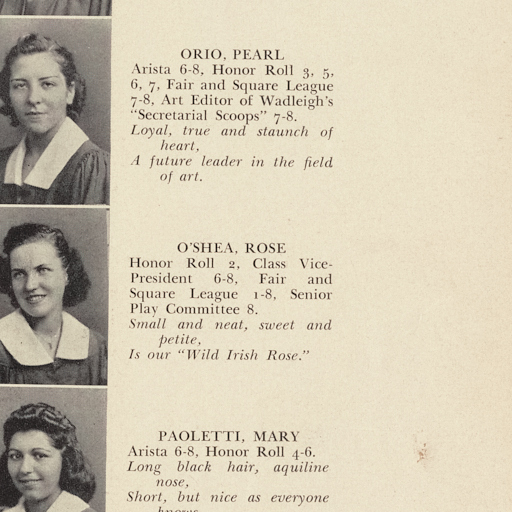 ORIO, PEARL
Arista 6-8, Honor Roll 3, 5,
6, 7, Fair and Square League
7-8, Art Editor of Wadleigh's
"Secretarial Scoops" 7-8.
Loyal, true and staunch of
heart,
A future leader in the field
of art.
O'SHEA, ROSE
Honor Roll 2, Class Vice-
President 6-8, Fair and
Square League 1-8, Senior
Play Committee 8.
Small and neat, sweet and
petite,
Is our "Wild Irish Rose."
PAOLETTI, MARY
Arista 6-8, Honor Roll 4-6.
Long black hair, aquiline
nose,
Short, but nice as everyone
knows